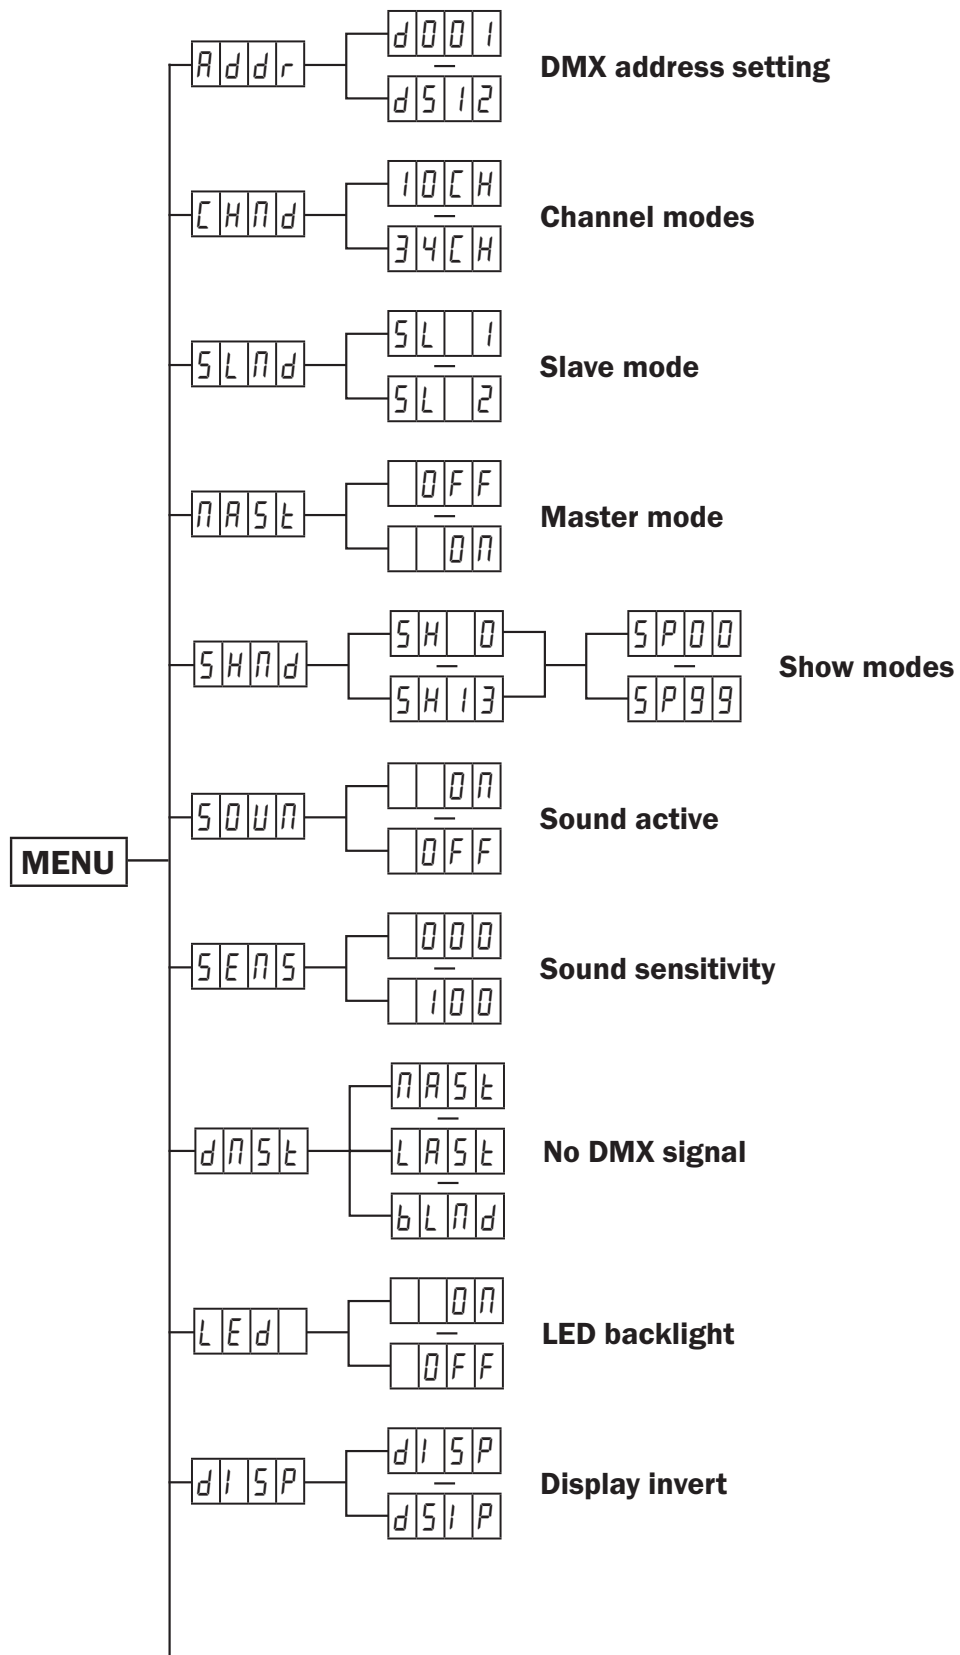 d001
Addr
DMX address setting
d512
10CH
CHMd
Channel modes
34CH
SL 1
SLMd
Slave mode
SL 2
OFF
MASt
Master mode
ON
SH 0
SP00
SHMd
Show modes
SH13
SP99
ON
SOUN
Sound active
OFF
MENU
000
SENS
Sound sensitivity
100
MASt
dMSt
LASt
No DMX signal
bLMd
ON
LEd
LED backlight
OFF
dISP
dISP
Display invert
dSIP